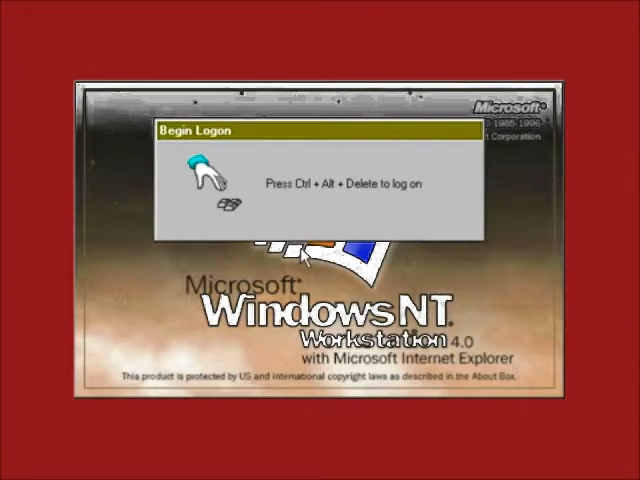 Microsoft®
© 1985-1996
t Corporation
Begin Logon
Press Ctrl + Alt + Delete to log on
Microsoft®
Windows NT®
Workstation 4.0
with Microsoft Internet Explorer
This product is protected by US and international copyright laws as described in the About Box.